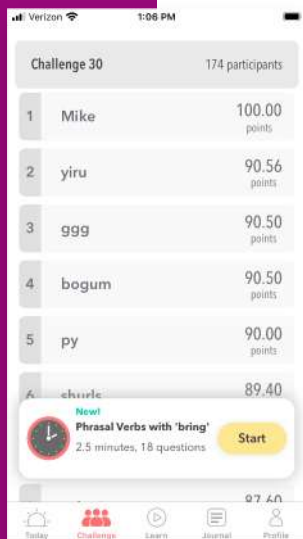 Verizon 1:06 PM
Challenge 30 174 participants
1 Mike 100.00
points
2 yiru 90.56
points
3 ggg 90.50
points
4 bogum 90.50
points
5 py 90.00
points
6 shurls 89.40
New!
Phrasal Verbs with 'bring'
2.5 minutes, 18 questions
Start
87.60
Today Challenge Learn Journal Profile